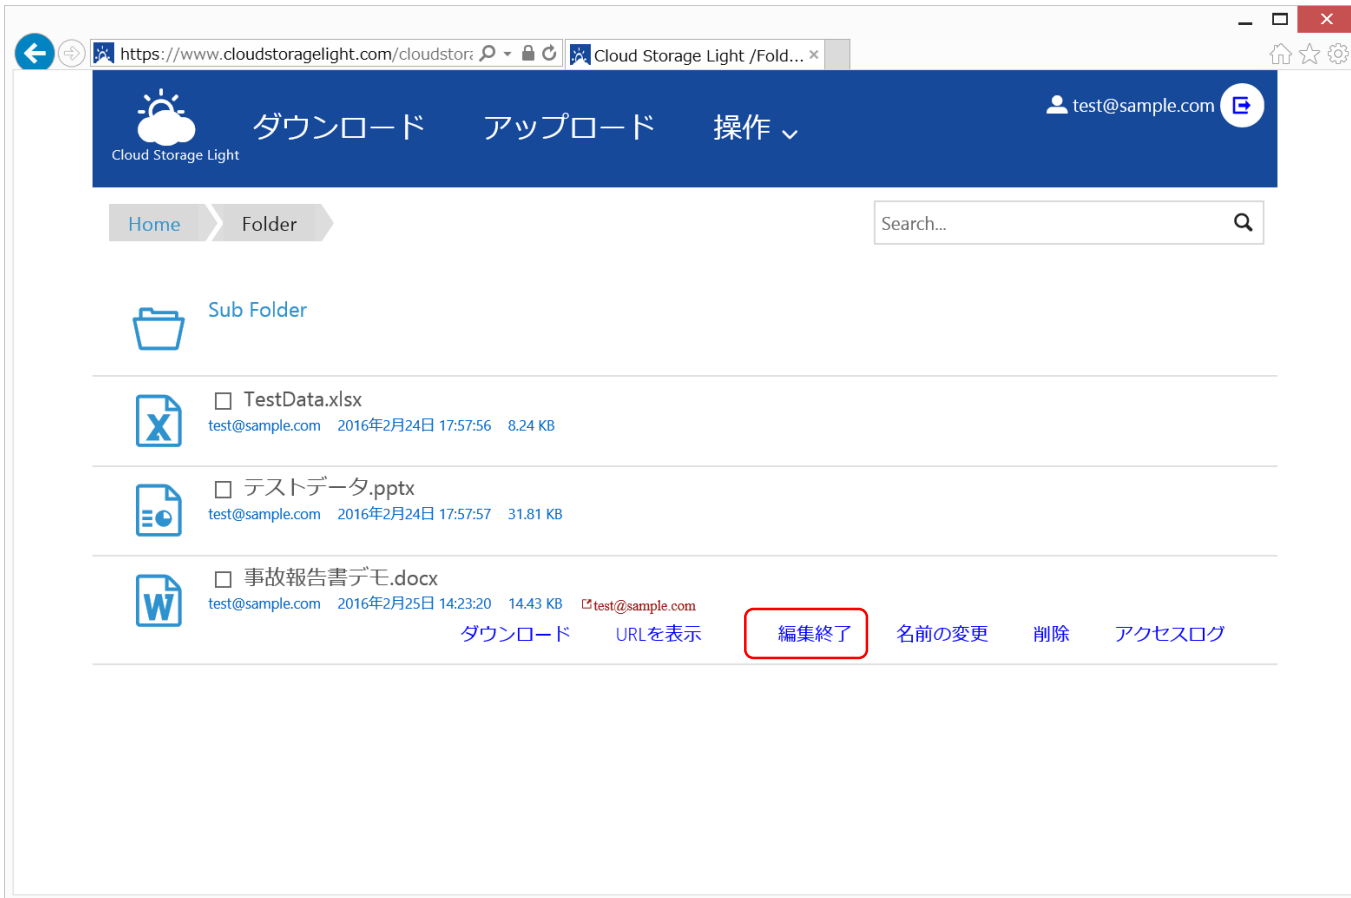 https://www.cloudstoragelight.com/cloudstor
Cloud Storage Light /Fold...
Cloud Storage Light
ダウンロード アップロード 操作
test@sample.com
Home Folder
Search...
Sub Folder
TestData.xlsx
test@sample.com 2016年2月24日 17:57:56 8.24 KB
テストデータ.pptx
test@sample.com 2016年2月24日 17:57:57 31.81 KB
事故報告書デモ.docx
test@sample.com 2016年2月25日 14:23:20 14.43 KB test@sample.com
ダウンロード URLを表示 編集終了 名前の変更 削除 アクセスログ